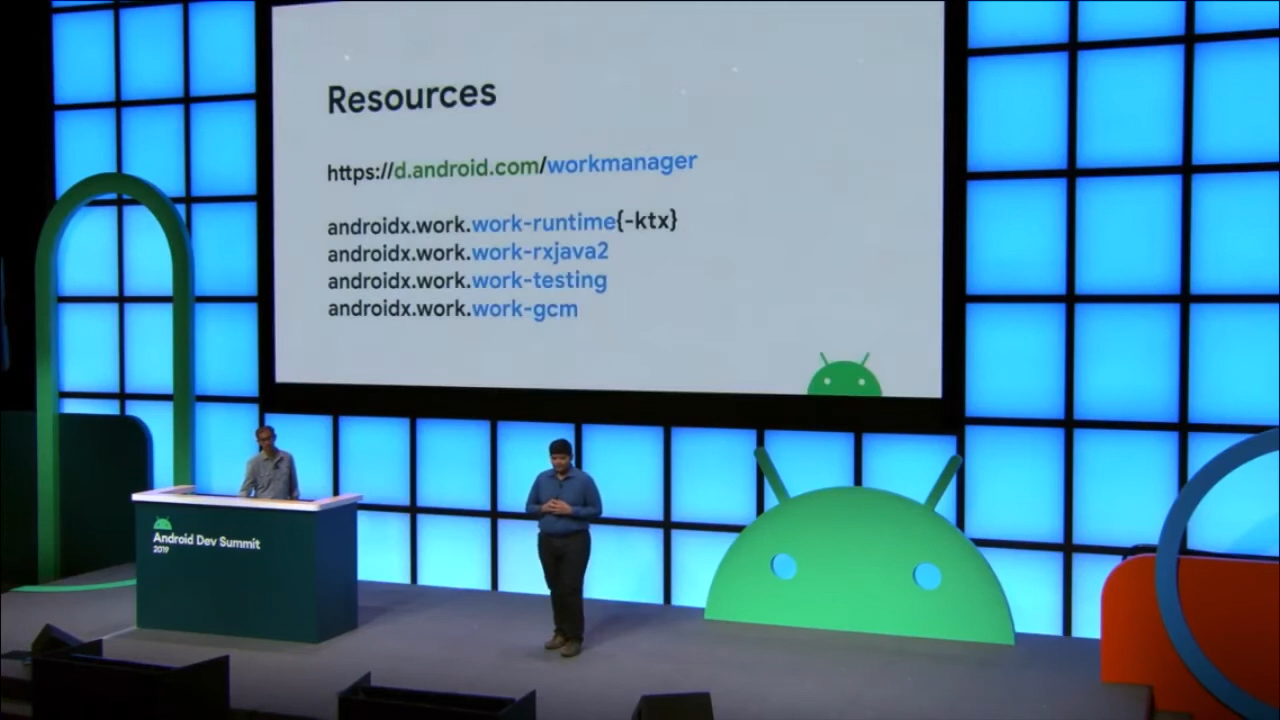 Resources
https://d.android.com/workmanager
androidx.work.work-runtime{-ktx}
androidx.work.work-rxjava2
androidx.work.work-testing
androidx.work.work-gcm
Android Dev Summit
2019